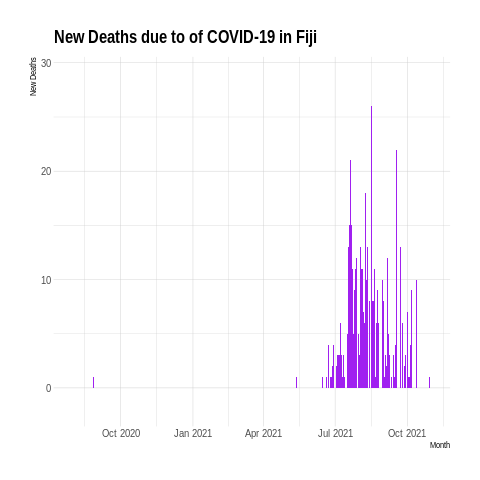 New Deaths due to of COVID-19 in Fiji
New Deaths
30
20
10
0
Oct 2020 Jan 2021 Apr 2021 Jul 2021 Oct 2021
Month